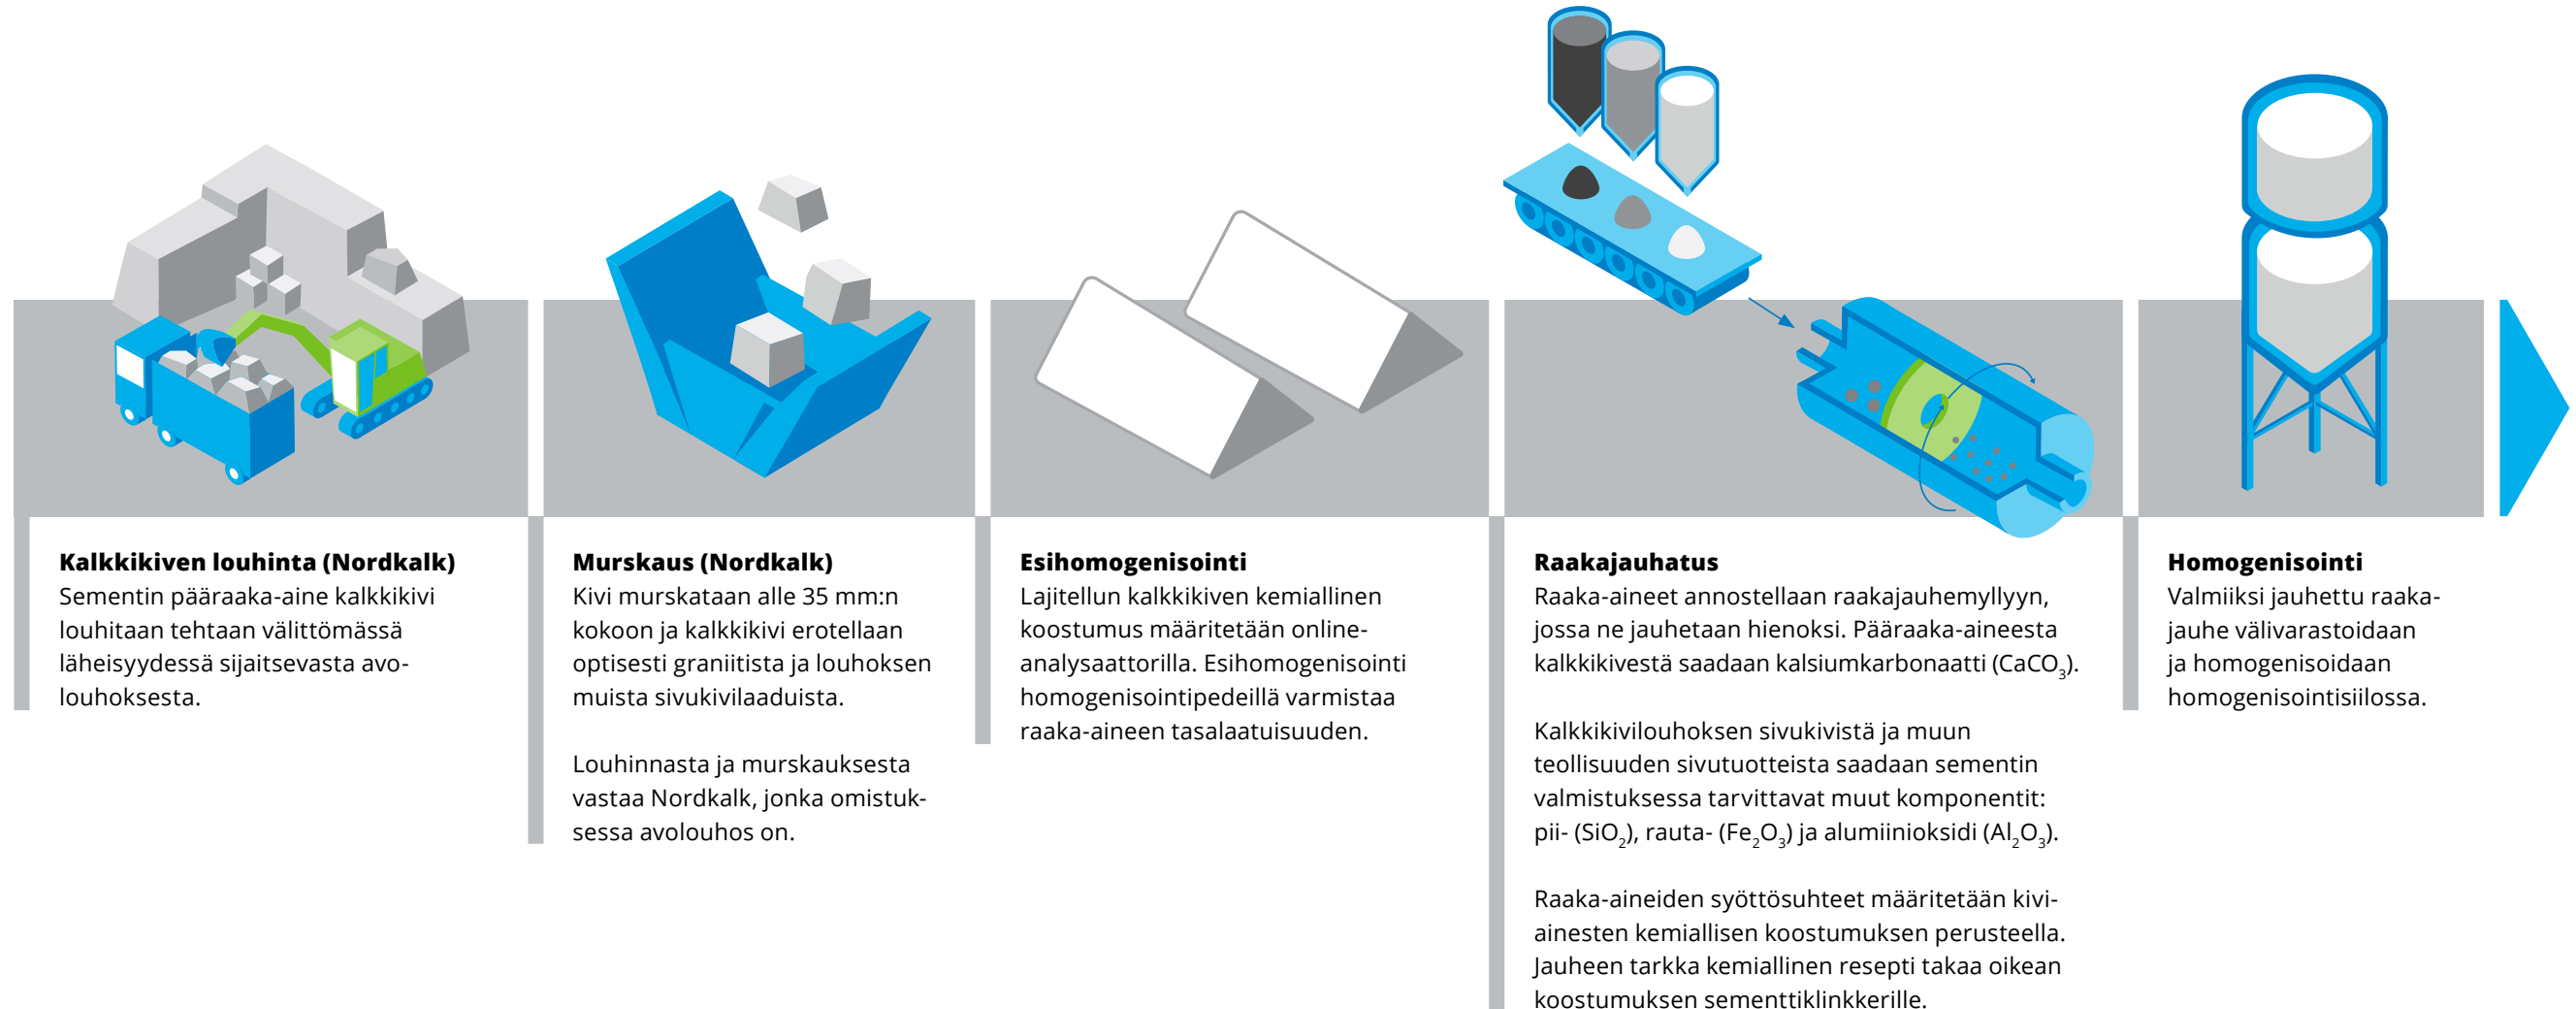 Kalkkikiven louhinta (Nordkalk)
Sementin pääraaka-aine kalkkikivi
louhitaan tehtaan välittömässä
läheisyydessä sijaitsevasta avo-
louhoksesta.
Murskaus (Nordkalk)
Kivi murskataan alle 35 mm:n
kokoon ja kalkkikivi erotellaan
optisesti graniitista ja louhoksen
muista sivukivilaaduista.
Louhinnasta ja murskauksesta
vastaa Nordkalk, jonka omistuk-
sessa avolouhos on.
Esihomogenisointi
Lajitellun kalkkikiven kemiallinen
koostumus määritetään online-
analysaattorilla. Esihomogenisointi
homogenisointipedeillä varmistaa
raaka-aineen tasalaatuisuuden.
Raakajauhatus
Raaka-aineet annostellaan raakajauhemyllyyn,
jossa ne jauhetaan hienoksi. Pääraaka-aineesta
kalkkikivestä saadaan kalsiumkarbonaatti (CaCO₃).
Kalkkikivilouhoksen sivukivistä ja muun
teollisuuden sivutuotteista saadaan sementin
valmistuksessa tarvittavat muut komponentit:
pii- (SiO₂), rauta- (Fe₂O₃) ja alumiinioksidi (Al₂O₃).
Raaka-aineiden syöttösuhteet määritetään kivi-
ainesten kemiallisen koostumuksen perusteella.
Jauheen tarkka kemiallinen resepti takaa oikean
koostumuksen sementtiklinkkerille.
Homogenisointi
Valmiiksi jauhettu raaka-
jauhe välivarastoidaan
ja homogenisoidaan
homogenisointisiilossa.